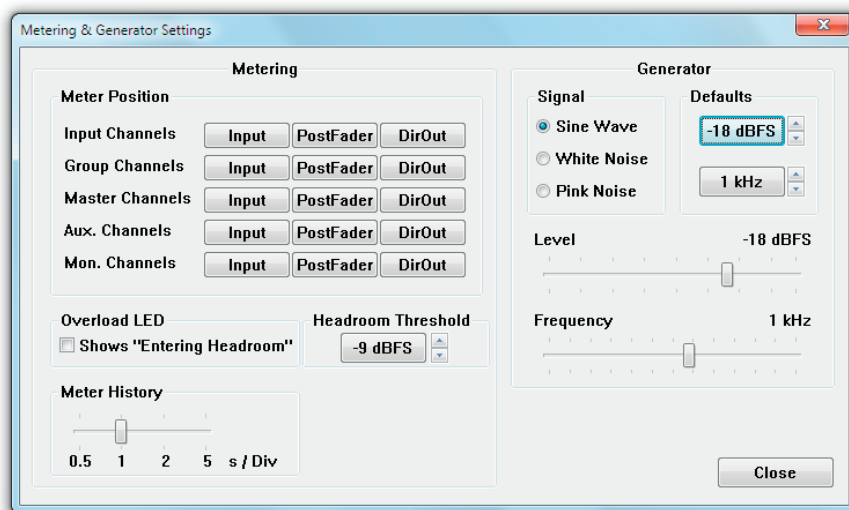 Metering & Generator Settings
Metering
Meter Position
Input Channels Input PostFader DirOut
Group Channels Input PostFader DirOut
Master Channels Input PostFader DirOut
Aux. Channels Input PostFader DirOut
Mon. Channels Input PostFader DirOut
Overload LED
Shows "Entering Headroom"
Headroom Threshold
-9 dBFS
Meter History
0.5 1 2 5 s / Div
Generator
Signal
Sine Wave
White Noise
Pink Noise
Defaults
-18 dBFS
1 kHz
Level -18 dBFS
Frequency 1 kHz
Close